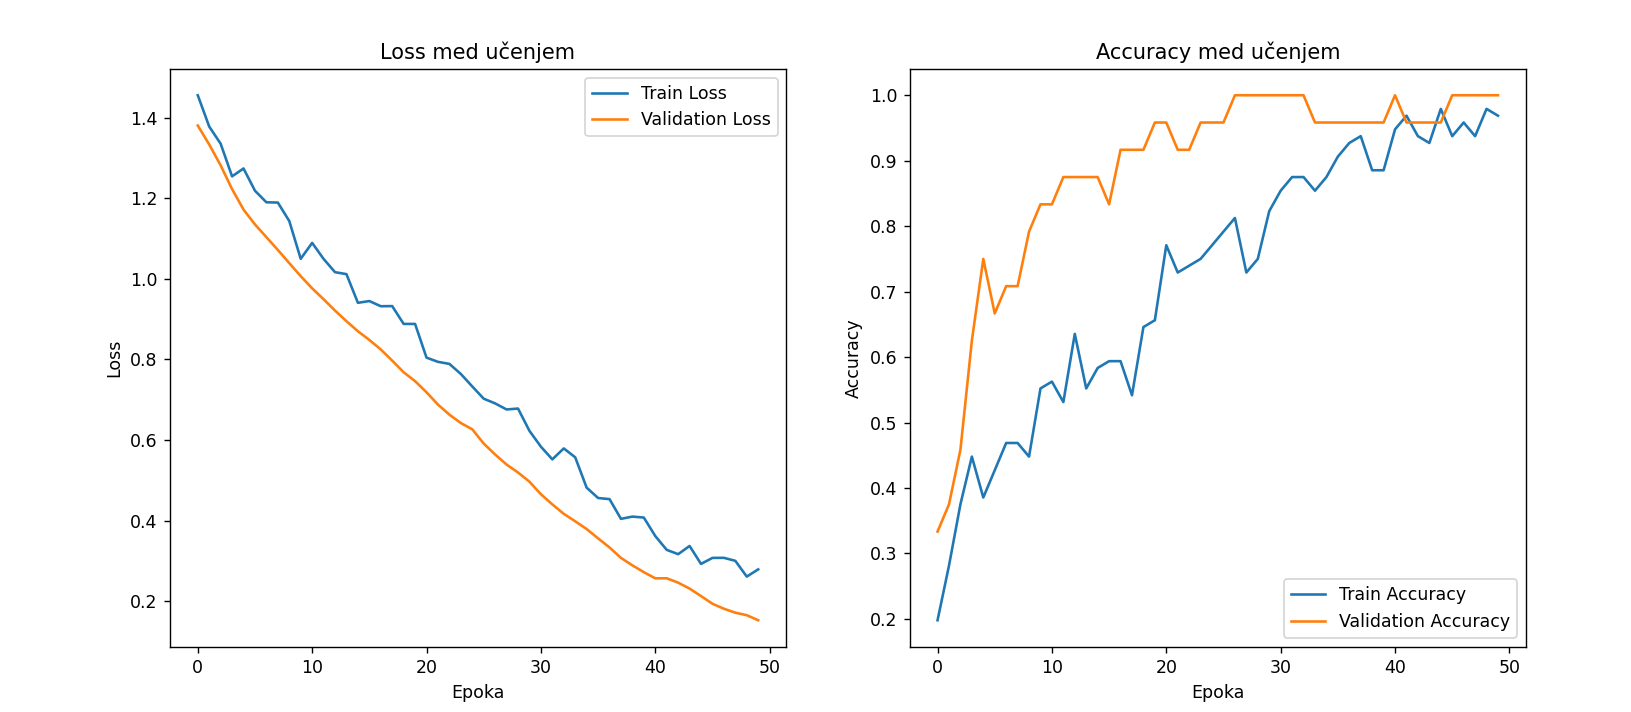 Loss med učenjem
Train Loss
Validation Loss
1.4
1.2
1.0
0.8
0.6
0.4
0.2
Loss
0
10
20
30
40
50
Epoka
Accuracy med učenjem
1.0
0.9
0.8
0.7
0.6
0.5
0.4
0.3
0.2
Accuracy
Train Accuracy
Validation Accuracy
0
10
20
30
40
50
Epoka